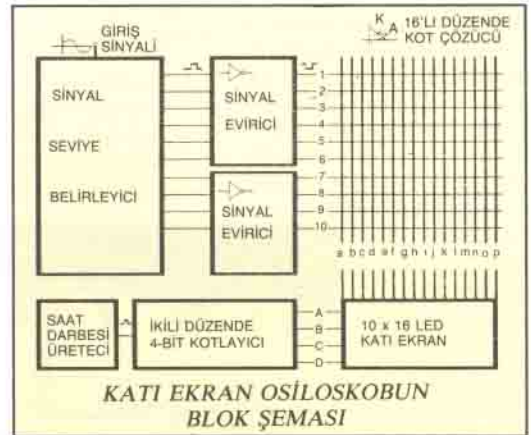 GİRİŞ
SİNYALİ
K
A
16'LI DÜZENDE
KOT ÇÖZÜCÜ
SİNYAL
SEVİYE
BELİRLEYİCİ
SİNYAL
EVİRİCİ
SİNYAL
EVİRİCİ
1
2
3
4
5
6
7
8
9
10
a b c d e f g h i j k l m n o p
SAAT
DARBESİ
ÜRETECİ
İKİLİ DÜZENDE
4-BİT KOTLAYICI
A
B
C
D
10 x 16 LED
KATI EKRAN
KATI EKRAN OSİLOSKOBUN
BLOK ŞEMASI